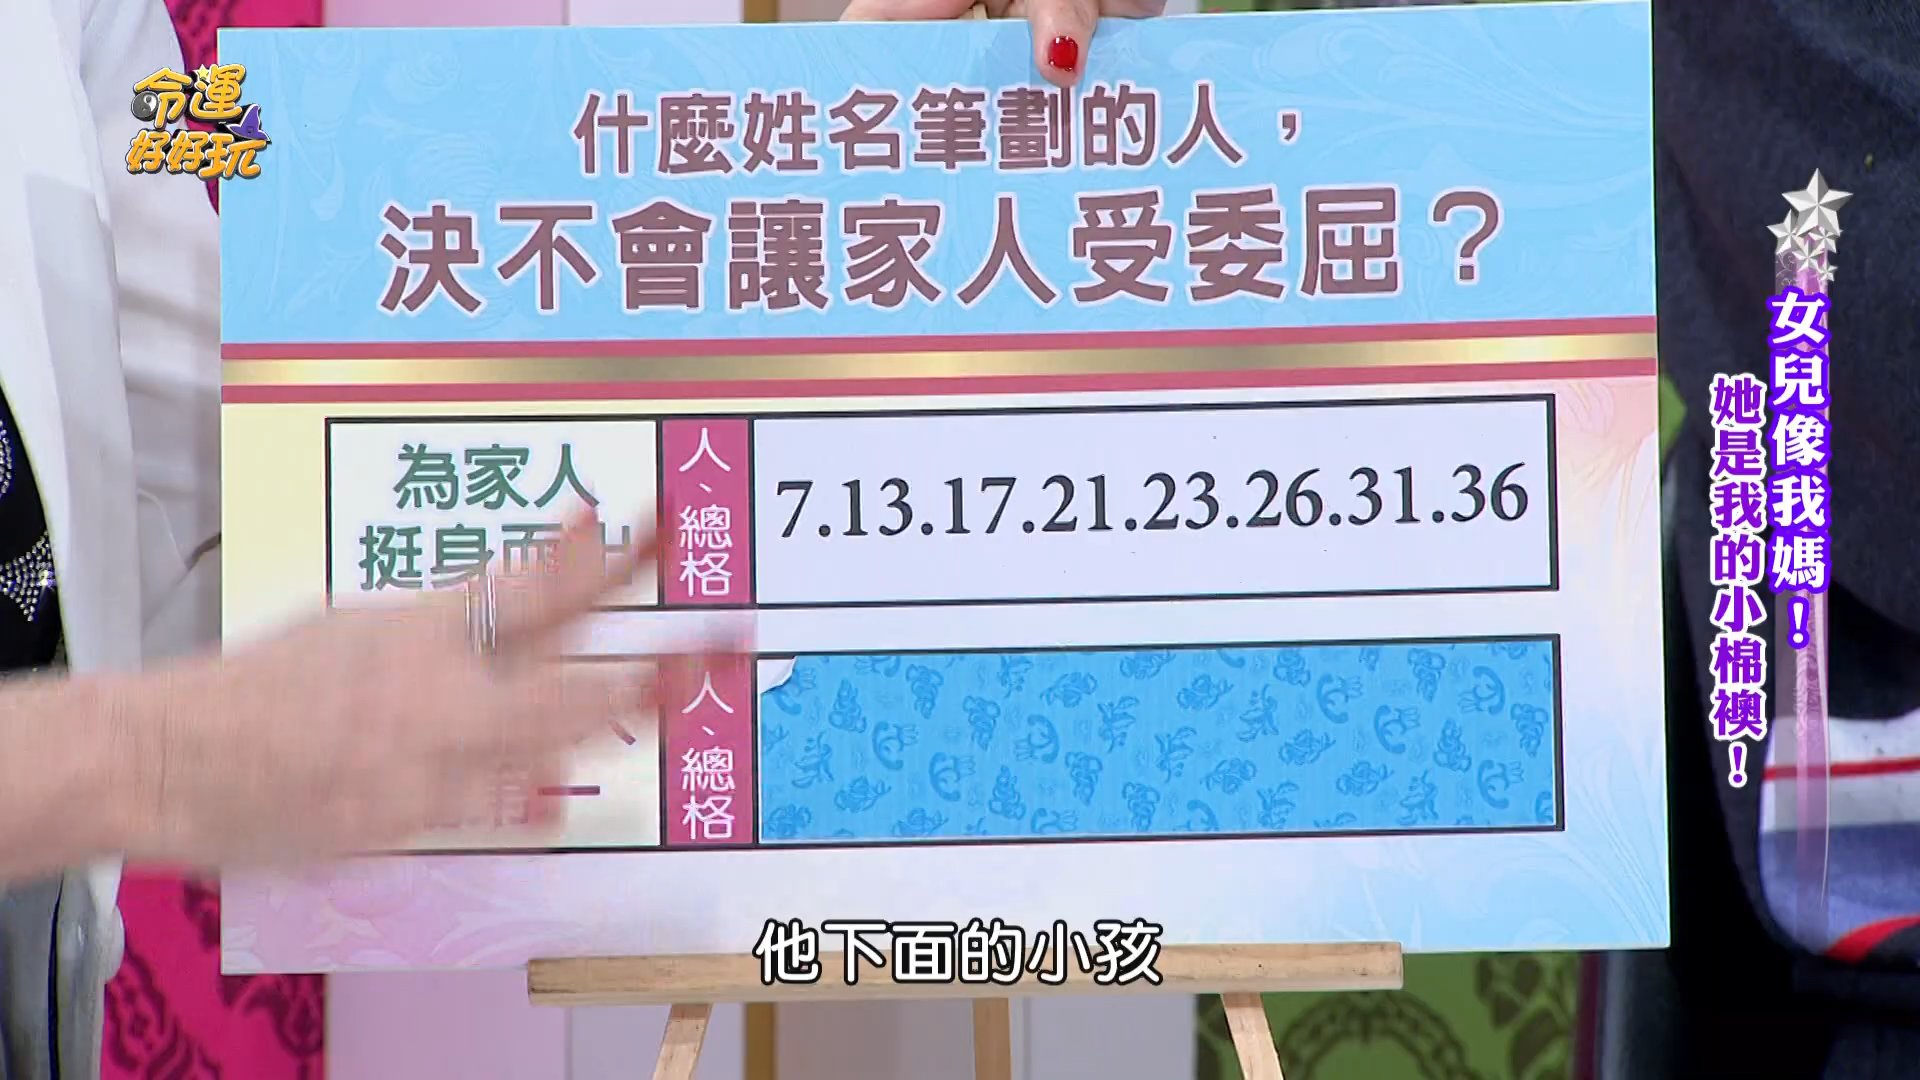 命運
好好玩
什麼姓名筆劃的人，
決不會讓家人受委屈？
為家人
挺身而出
人、總格
7.13.17.21.23.26.31.36
人、總格
女兒像我媽！
她是我的小棉襖！
他下面的小孩